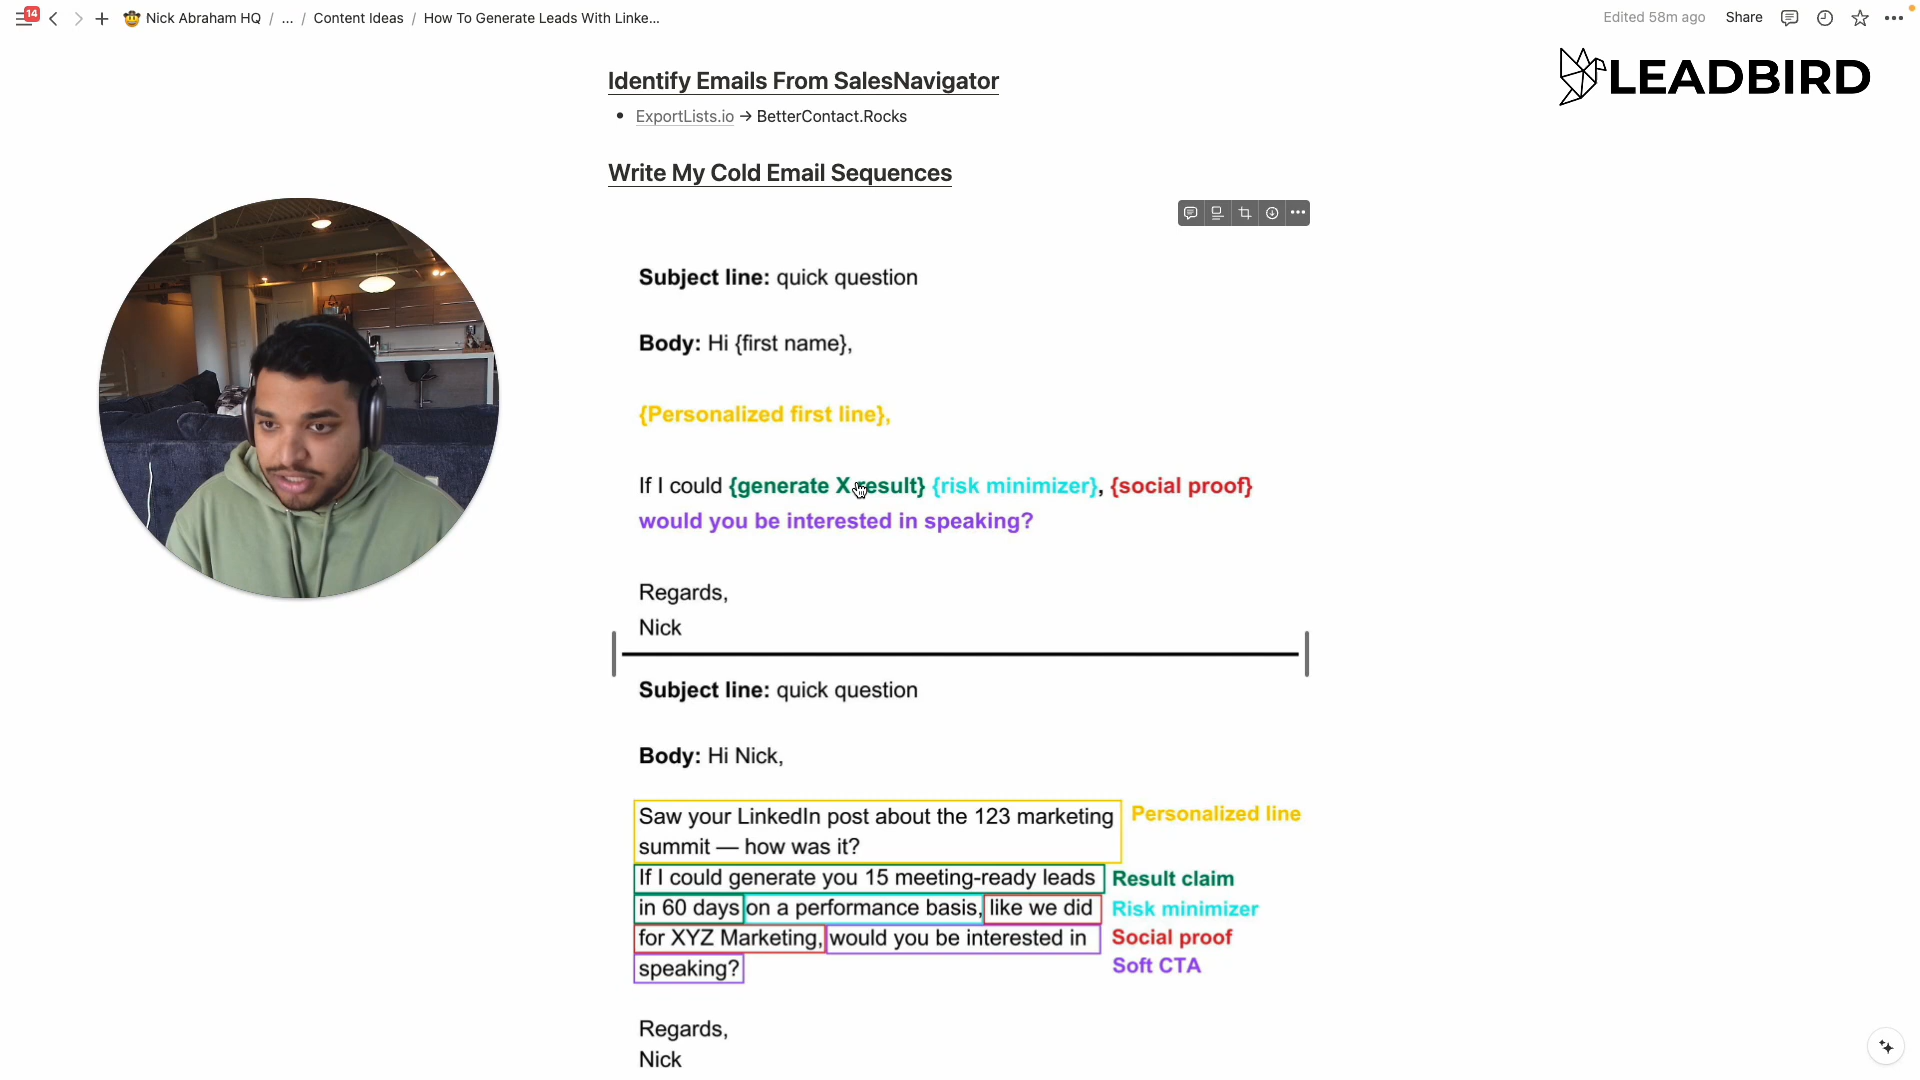 14
Nick Abraham HQ / ... / Content Ideas / How To Generate Leads With Linke...
Edited 58m ago Share
LEADBIRD
Identify Emails From SalesNavigator
• ExportLists.io → BetterContact.Rocks
Write My Cold Email Sequences
Subject line: quick question
Body: Hi {first name},
{Personalized first line},
If I could {generate X result} {risk minimizer}, {social proof}
would you be interested in speaking?
Regards,
Nick
Subject line: quick question
Body: Hi Nick,
Saw your LinkedIn post about the 123 marketing Personalized line
summit — how was it?
If I could generate you 15 meeting-ready leads Result claim
in 60 days on a performance basis, like we did Risk minimizer
for XYZ Marketing, would you be interested in Social proof
speaking? Soft CTA
Regards,
Nick